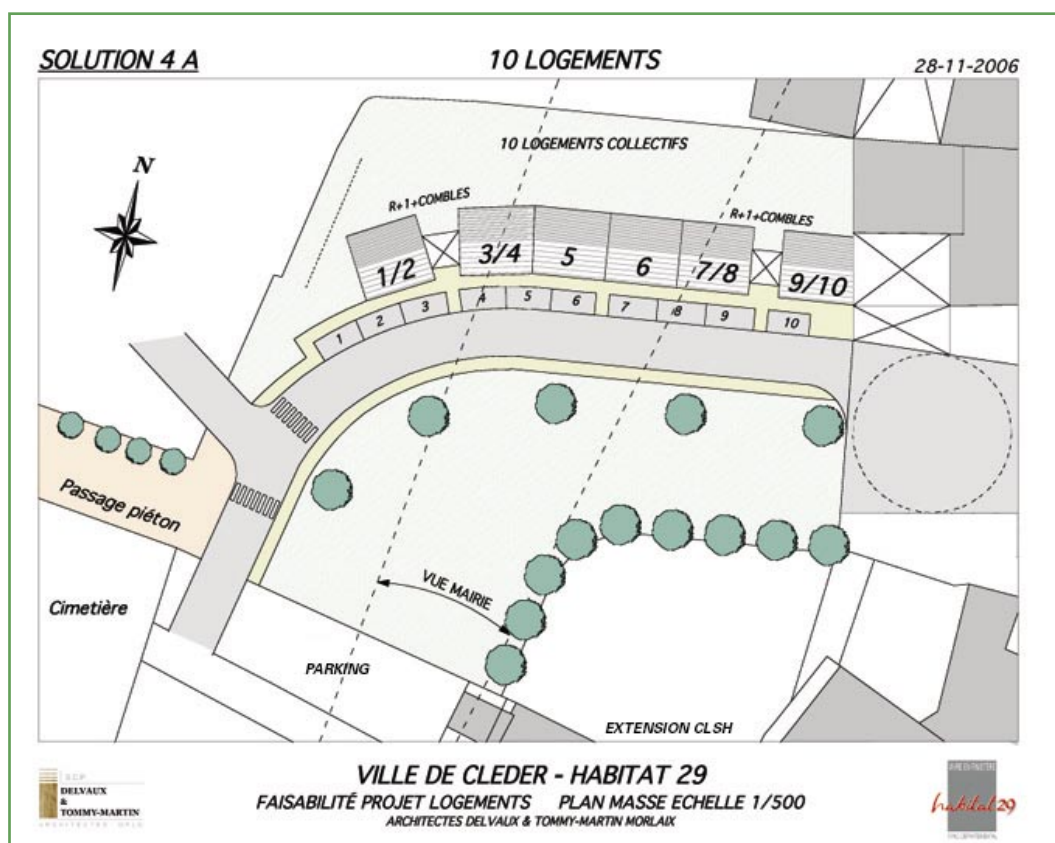 SOLUTION 4 A
10 LOGEMENTS
28-11-2006
10 LOGEMENTS COLLECTIFS
N
R+1+COMBLES
R+1+COMBLES
1/2
3/4
5
6
7/8
9/10
1
2
3
4
5
6
7
8
9
10
Passage piéton
VUE MAIRIE
Cimetière
PARKING
EXTENSION CLSH
S C P
DELVAUX
&
TOMMY-MARTIN
VILLE DE CLEDER - HABITAT 29
FAISABILITÉ PROJET LOGEMENTS PLAN MASSE ECHELLE 1/500
ARCHITECTES DELVAUX & TOMMY-MARTIN MORLAIX
habitat 29